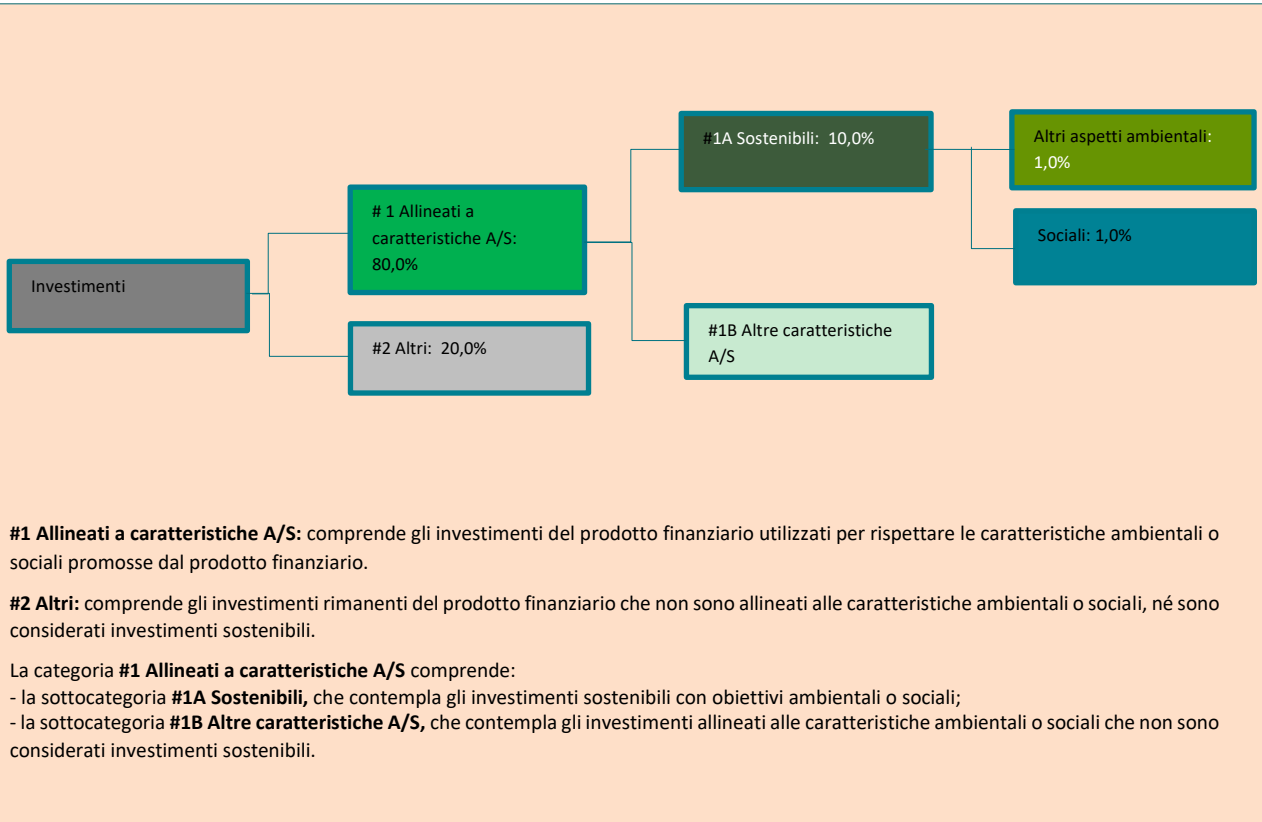 #1A Sostenibili: 10,0%
Altri aspetti ambientali:
1,0%
# 1 Allineati a
caratteristiche A/S:
80,0%
Sociali: 1,0%
Investimenti
#2 Altri: 20,0%
#1B Altre caratteristiche
A/S
#1 Allineati a caratteristiche A/S: comprende gli investimenti del prodotto finanziario utilizzati per rispettare le caratteristiche ambientali o
sociali promosse dal prodotto finanziario.
#2 Altri: comprende gli investimenti rimanenti del prodotto finanziario che non sono allineati alle caratteristiche ambientali o sociali, né sono
considerati investimenti sostenibili.
La categoria #1 Allineati a caratteristiche A/S comprende:
- la sottocategoria #1A Sostenibili, che contempla gli investimenti sostenibili con obiettivi ambientali o sociali;
- la sottocategoria #1B Altre caratteristiche A/S, che contempla gli investimenti allineati alle caratteristiche ambientali o sociali che non sono
considerati investimenti sostenibili.